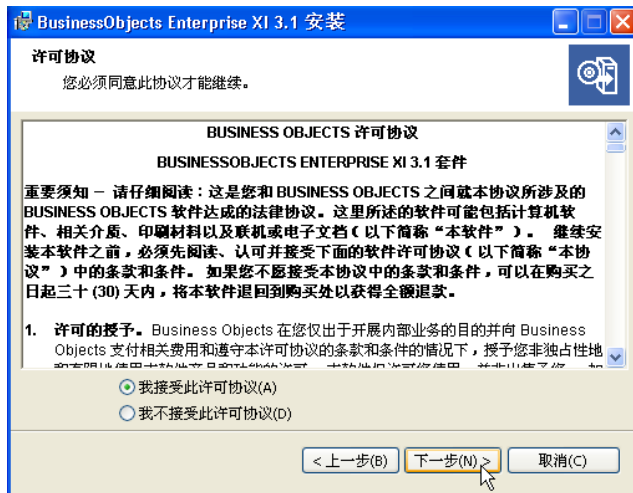 BusinessObjects Enterprise XI 3.1 安装
许可协议
您必须同意此协议才能继续。
BUSINESS OBJECTS 许可协议
BUSINESSOBJECTS ENTERPRISE XI 3.1 套件
重要须知 – 请仔细阅读：这是您和 BUSINESS OBJECTS 之间就本协议所涉及的
BUSINESS OBJECTS 软件达成的法律协议。这里所述的软件可能包括计算机软
件、相关介质、印刷材料以及联机或电子文档（以下简称“本软件”）。 继续安
装本软件之前，必须先阅读、认可并接受下面的软件许可协议（以下简称“本协
议”）中的条款和条件。 如果您不愿接受本协议中的条款和条件，可以在购买之
日起三十 (30) 天内，将本软件退回到购买处以获得全额退款。
1. 许可的授予。Business Objects 在您仅出于开展内部业务的目的并向 Business
Objects 支付相关费用和遵守本许可协议的条款和条件的情况下，授予您非独占性地
我接受此许可协议(A)
我不接受此许可协议(D)
< 上一步(B)
下一步(N) >
取消(C)